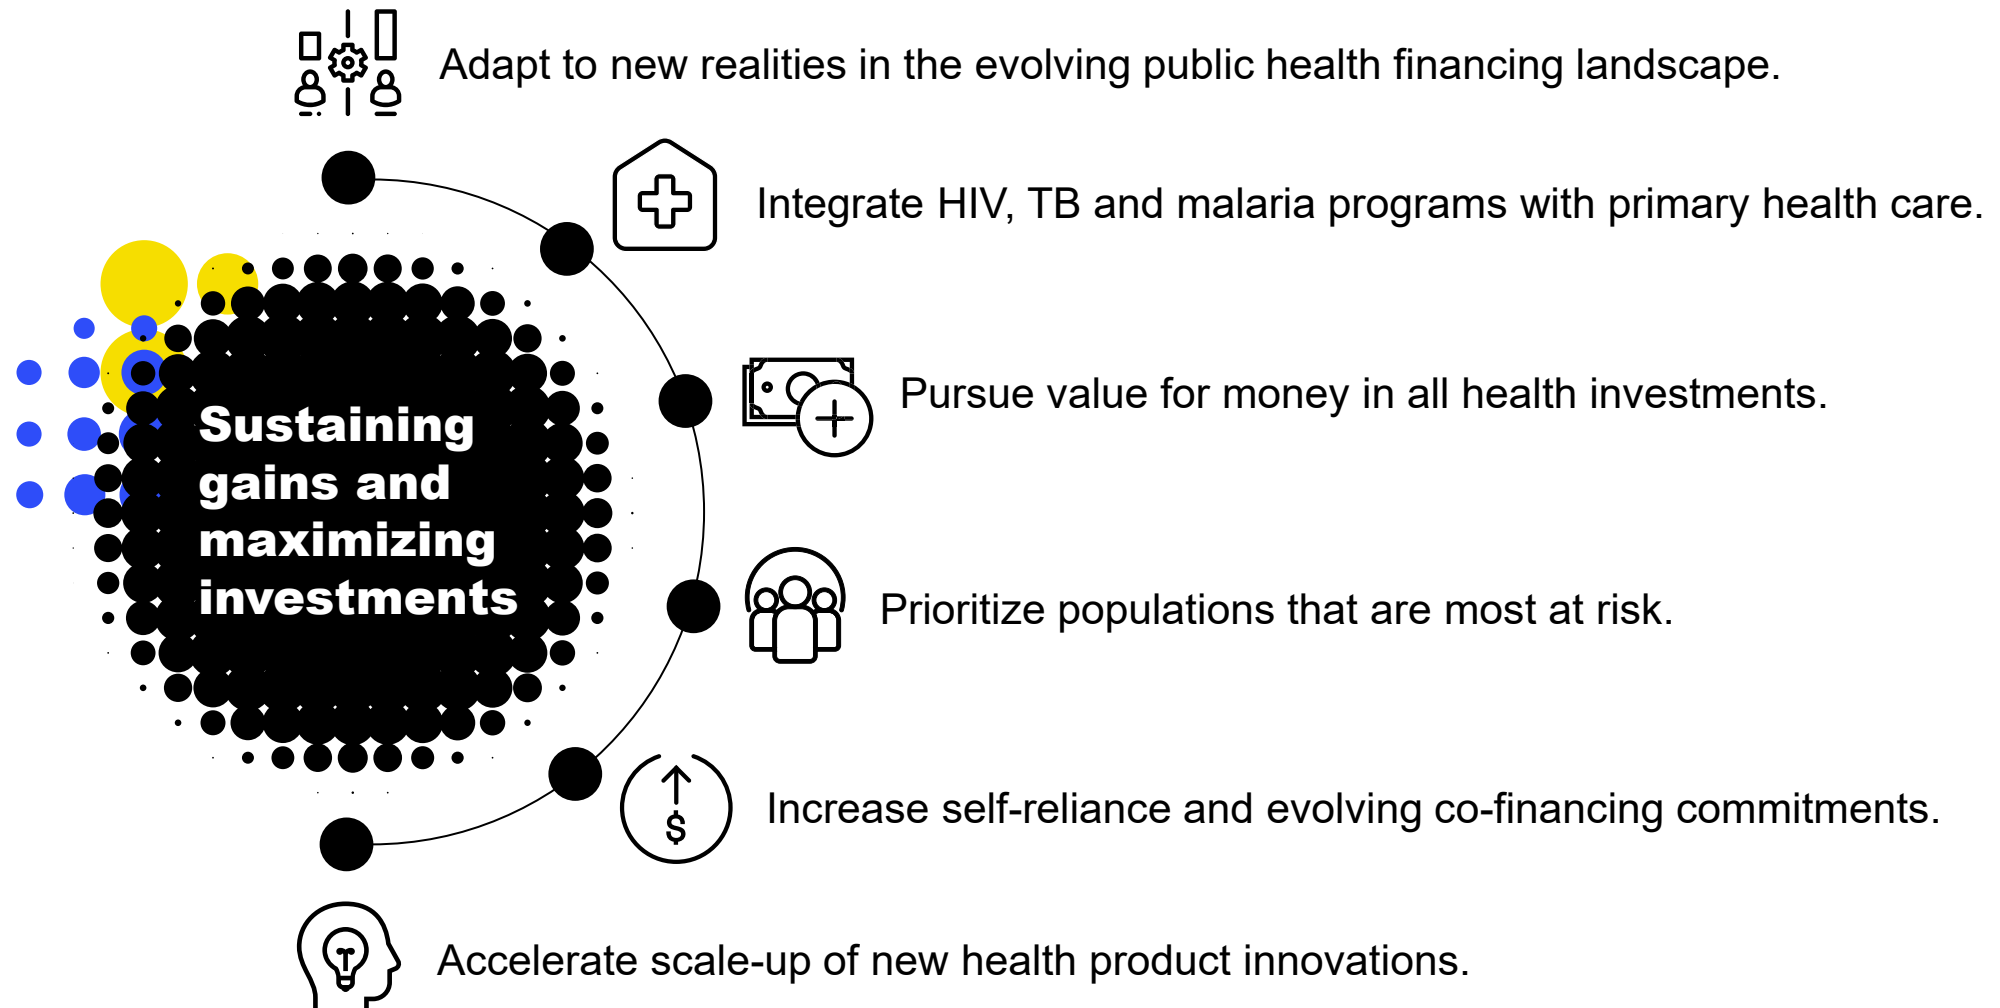 Adapt to new realities in the evolving public health financing landscape.
Integrate HIV, TB and malaria programs with primary health care.
Pursue value for money in all health investments.
Sustaining
gains and
maximizing
investments
Prioritize populations that are most at risk.
Increase self-reliance and evolving co-financing commitments.
$
Accelerate scale-up of new health product innovations.